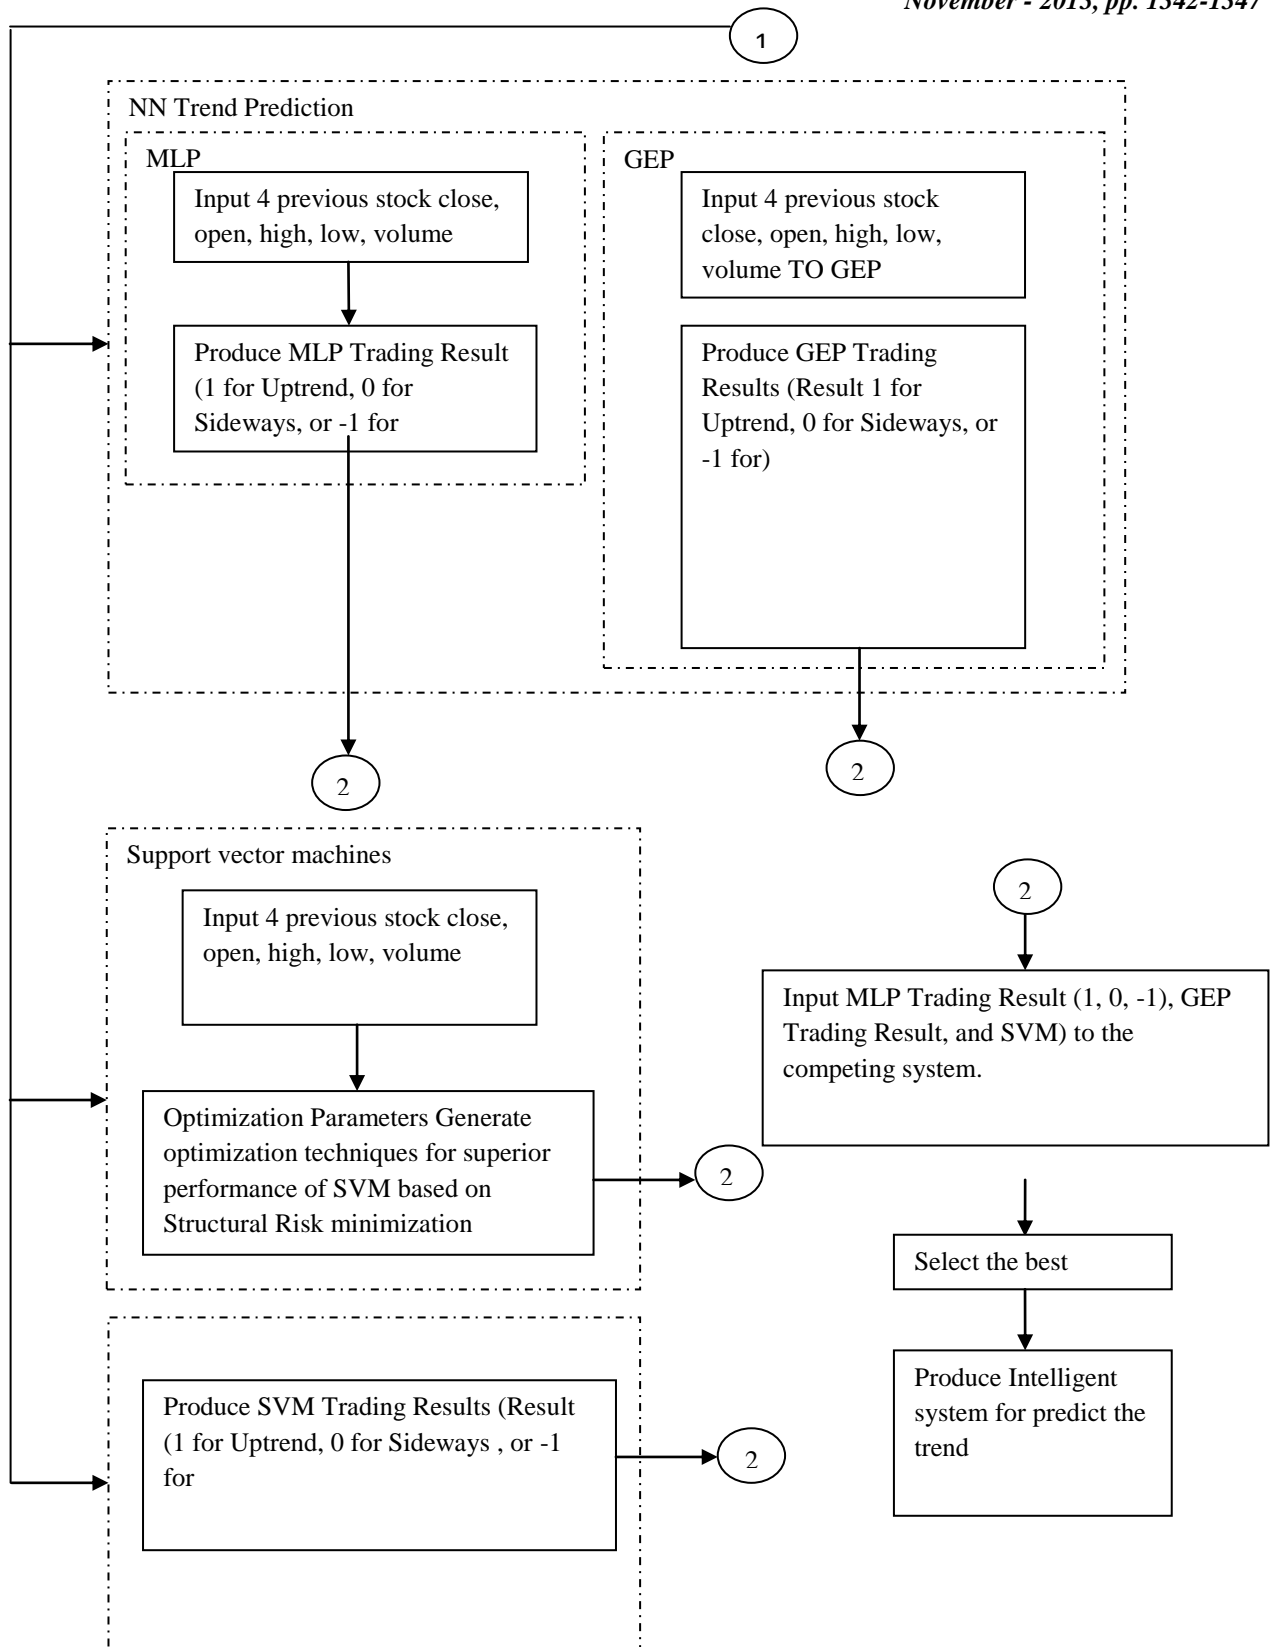 November - 2013, pp. 1342-1347
1
NN Trend Prediction
MLP
Input 4 previous stock close,
open, high, low, volume
Produce MLP Trading Result
(1 for Uptrend, 0 for
Sideways, or -1 for
GEP
Input 4 previous stock
close, open, high, low,
volume TO GEP
Produce GEP Trading
Results (Result 1 for
Uptrend, 0 for Sideways, or
-1 for)
2
2
Support vector machines
Input 4 previous stock close,
open, high, low, volume
Optimization Parameters Generate
optimization techniques for superior
performance of SVM based on
Structural Risk minimization
2
Produce SVM Trading Results (Result
(1 for Uptrend, 0 for Sideways , or -1
for
2
2
Input MLP Trading Result (1, 0, -1), GEP
Trading Result, and SVM) to the
competing system.
Select the best
Produce Intelligent
system for predict the
trend